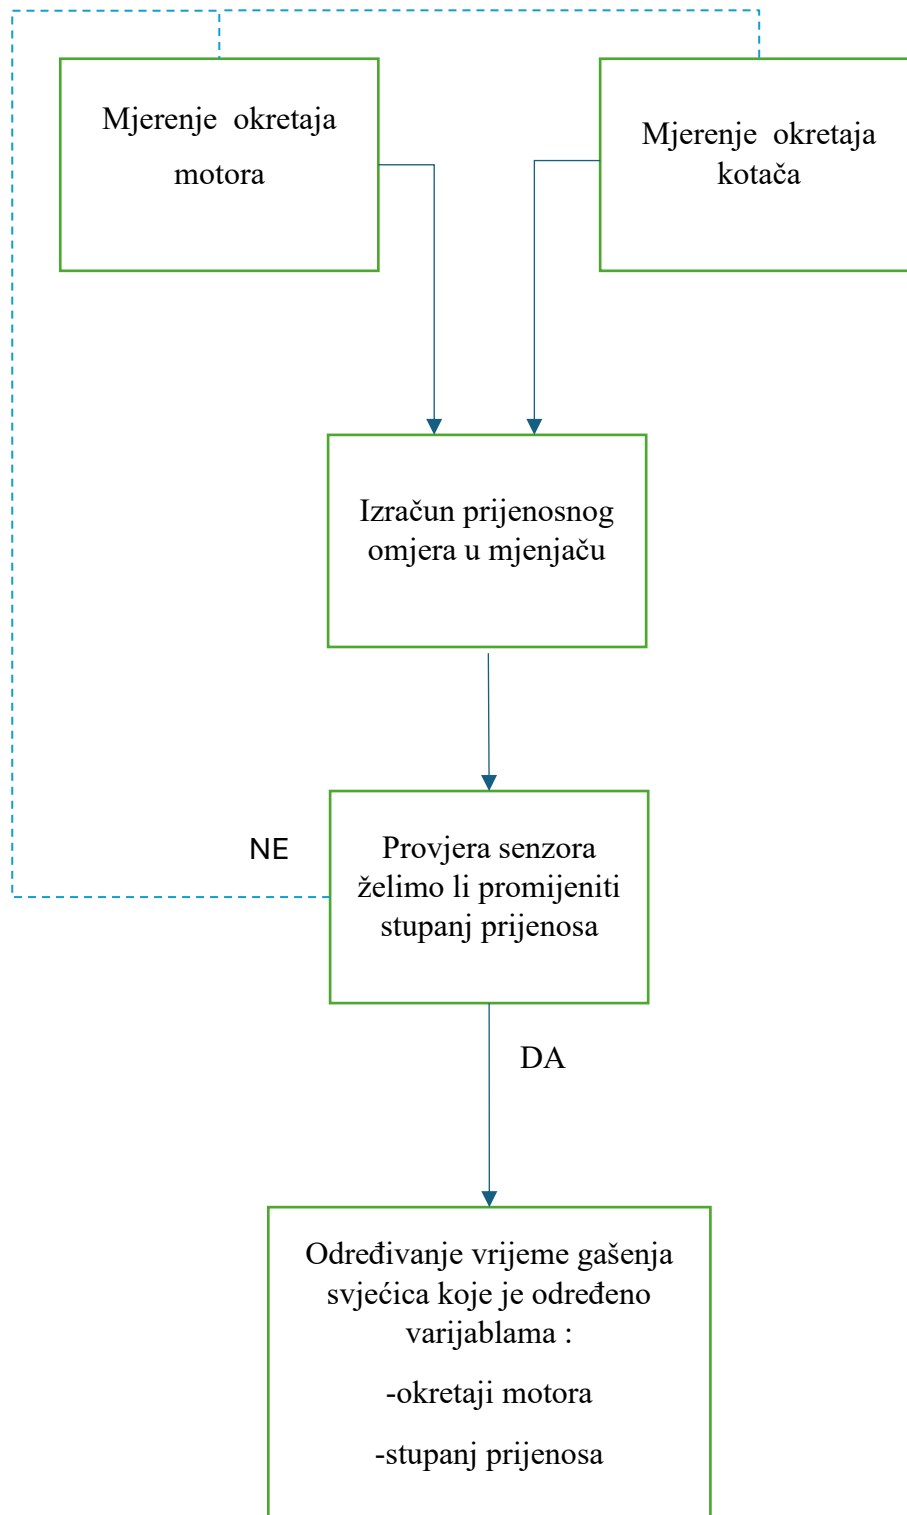 Mjerenje okretaja
motora
Mjerenje okretaja
kotača
Izračun prijenosnog
omjera u mjenjaču
NE
Provjera senzora
želimo li promijeniti
stupanj prijenosa
DA
Određivanje vrijeme gašenja
svjećica koje je određeno
varijablama :
-okretaji motora
-stupanj prijenosa